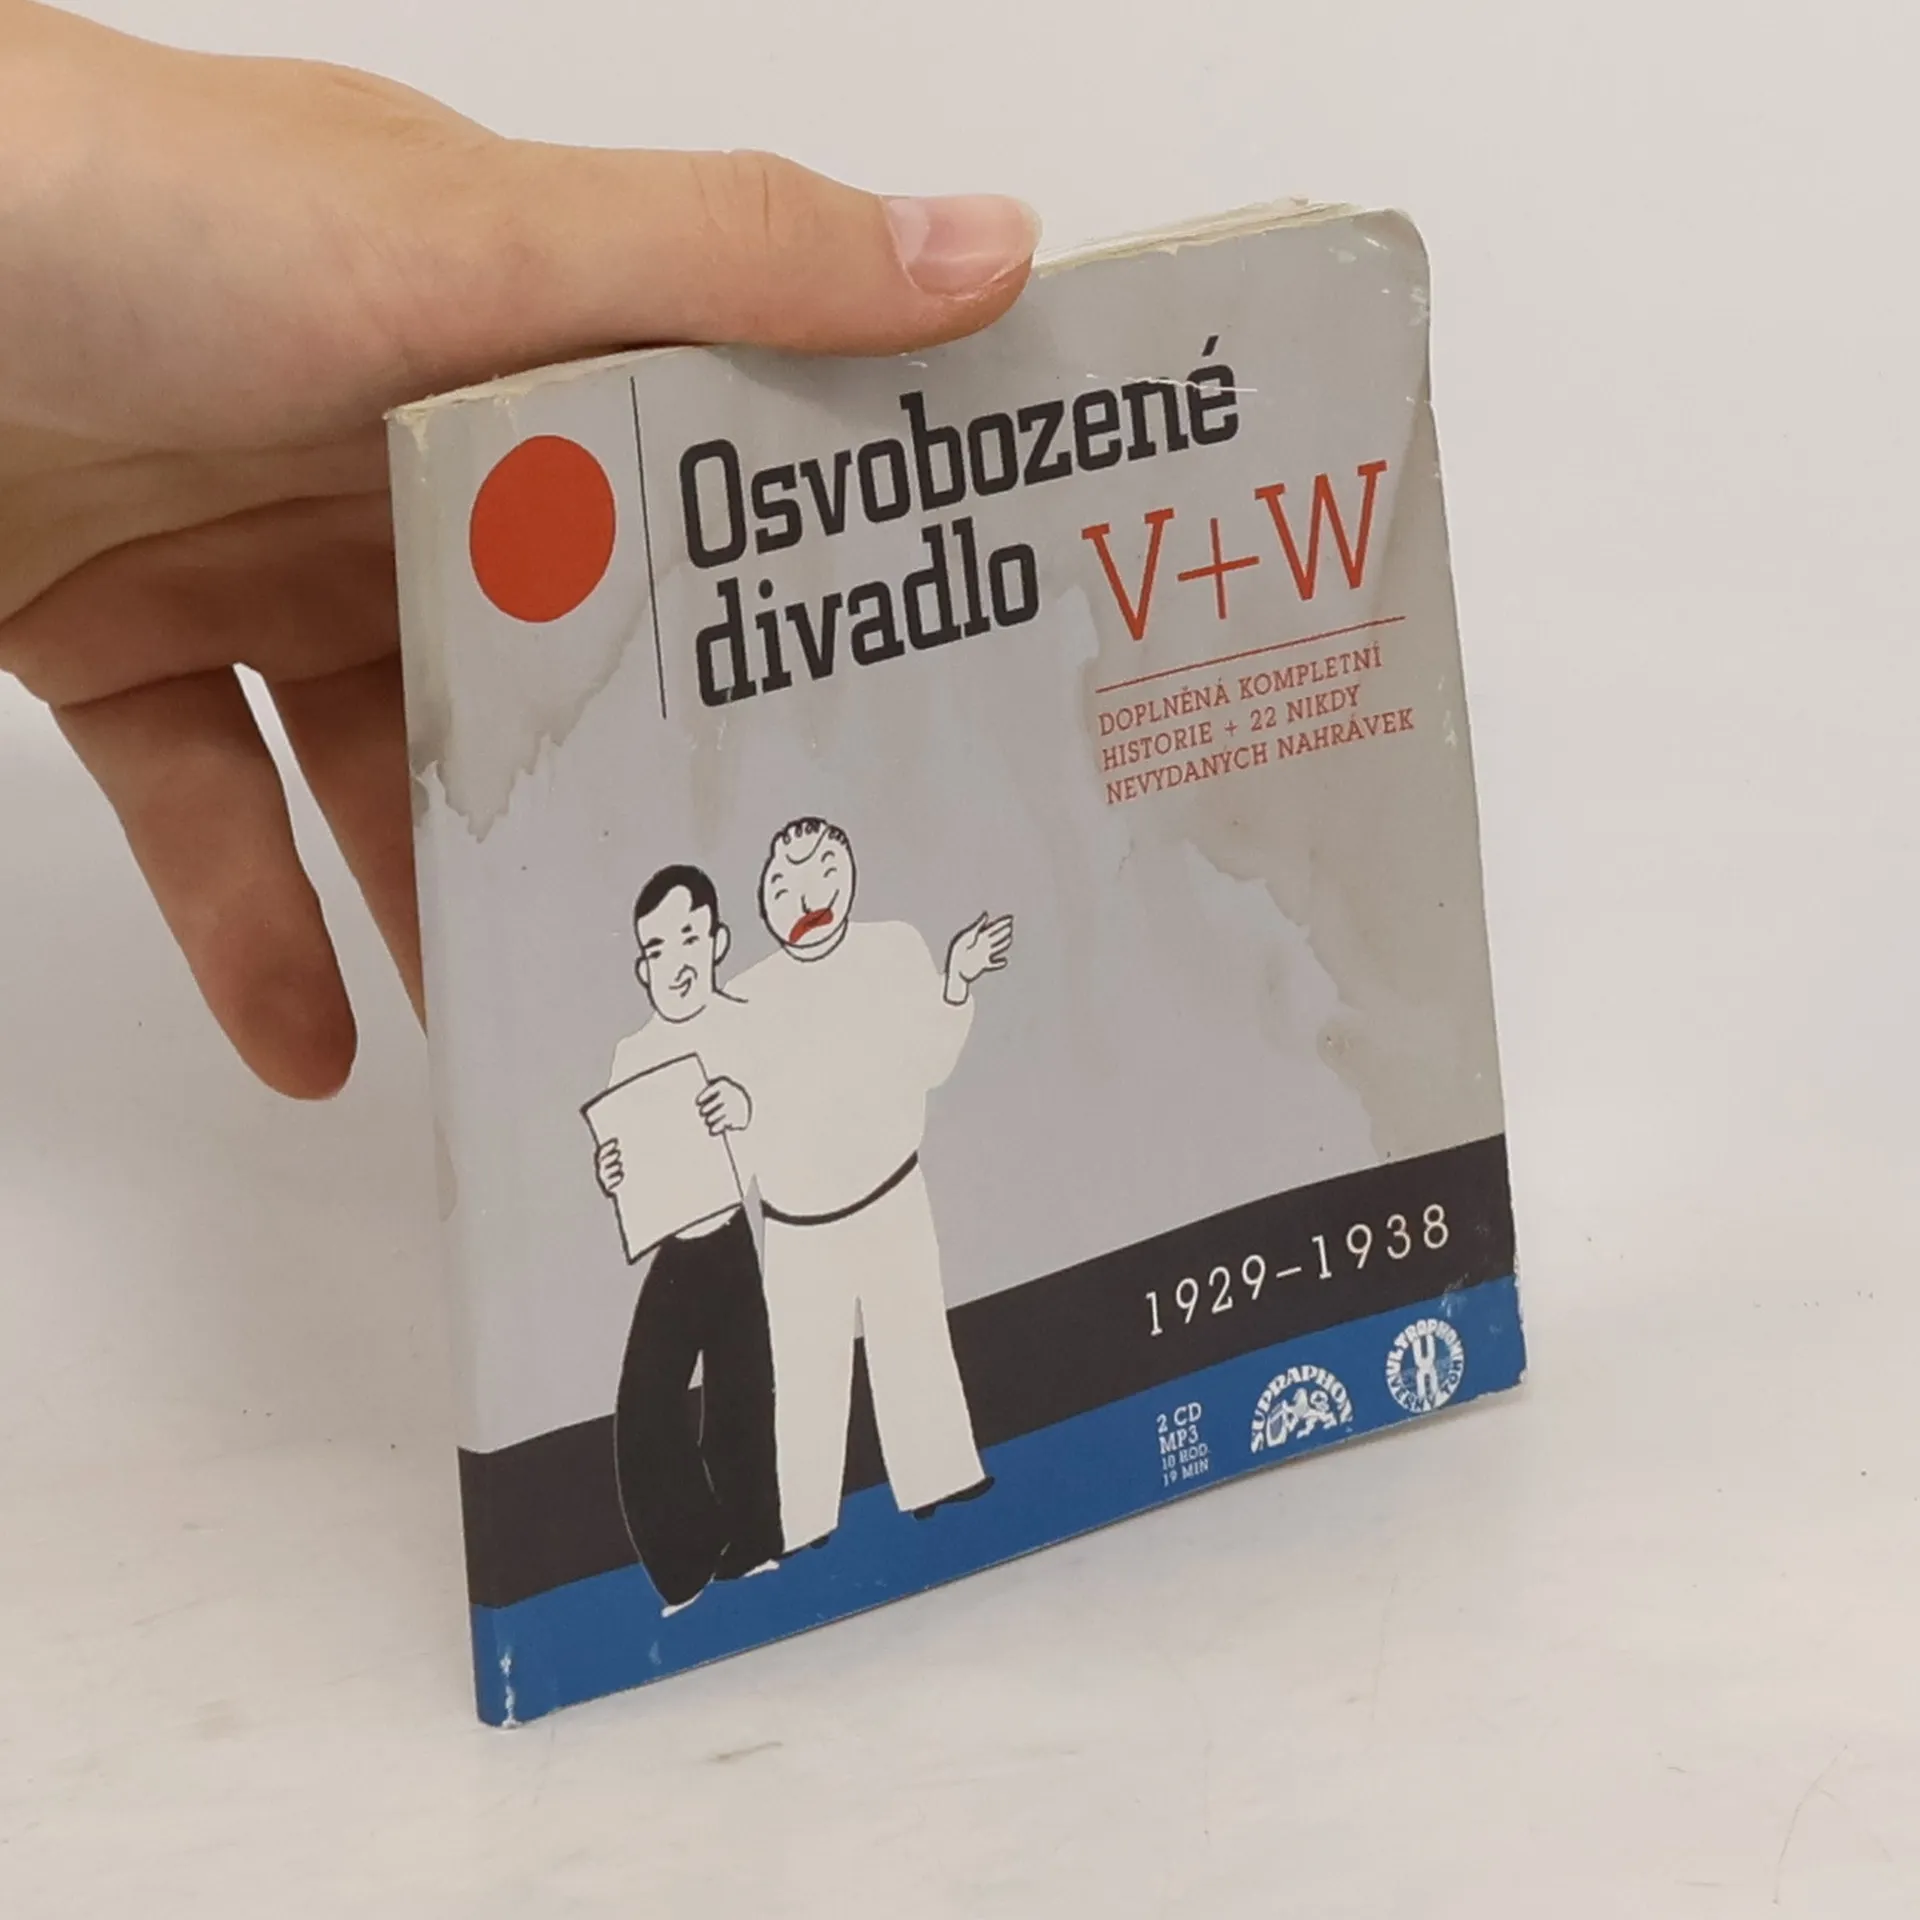 Osvobozené
divadlo V+W
DOPLNĚNÁ KOMPLETNÍ
HISTORIE + 22 NIKDY
NEVYDANÝCH NAHRÁVEK
1929–1938
2 CD
MP3
10 HOD
19 MIN
SUPRAPHON
ULTRAPHON